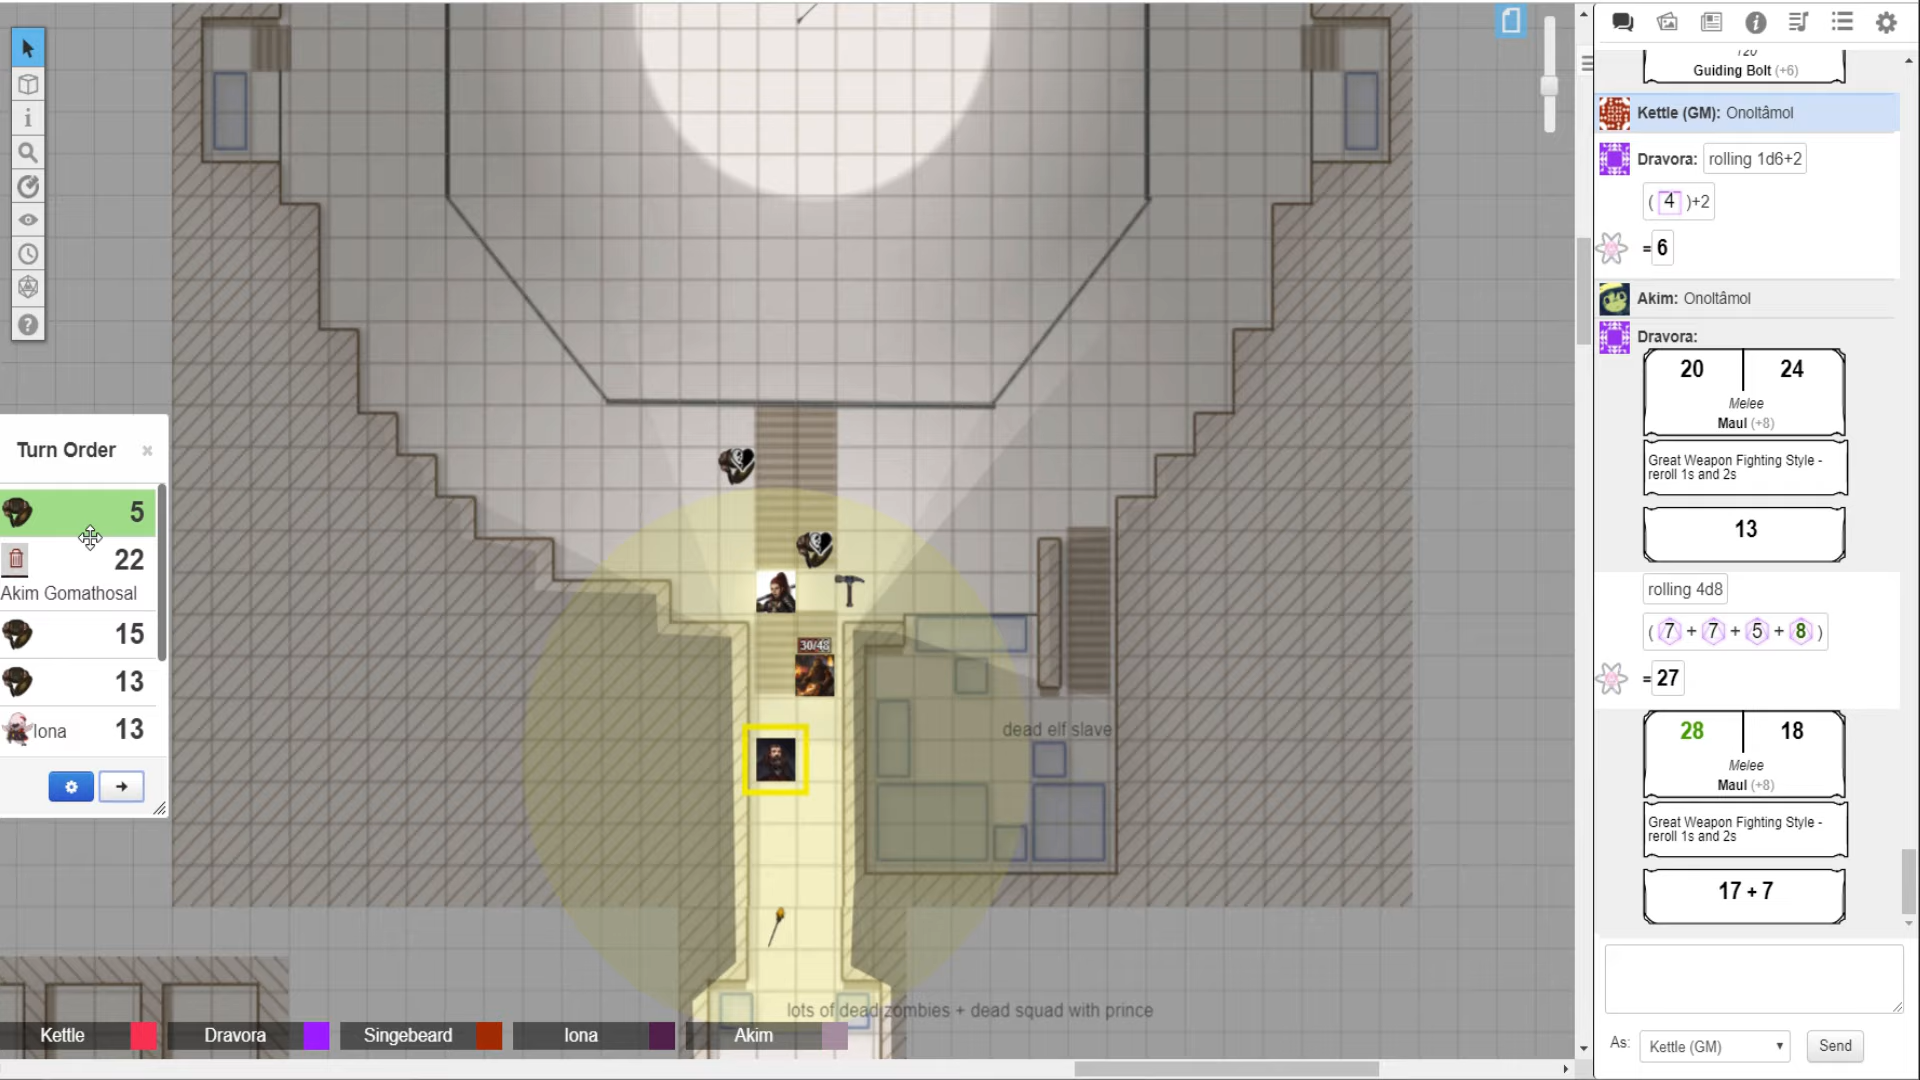 Turn Order ×
5
22
Akim Gomathosal
15
13
Iona 13
30/48
dead elf slave
lots of dead zombies + dead squad with prince
Kettle
Dravora
Singebeard
Iona
Akim
Guiding Bolt (+6)
Kettle (GM): Onoltâmol
Dravora: rolling 1d6+2
( 4 )+2
= 6
Akim: Onoltâmol
Dravora:
20 24
Melee
Maul (+8)
Great Weapon Fighting Style -
reroll 1s and 2s
13
rolling 4d8
( 7 + 7 + 5 + 8 )
= 27
28 18
Melee
Maul (+8)
Great Weapon Fighting Style -
reroll 1s and 2s
17 + 7
As: Kettle (GM) Send